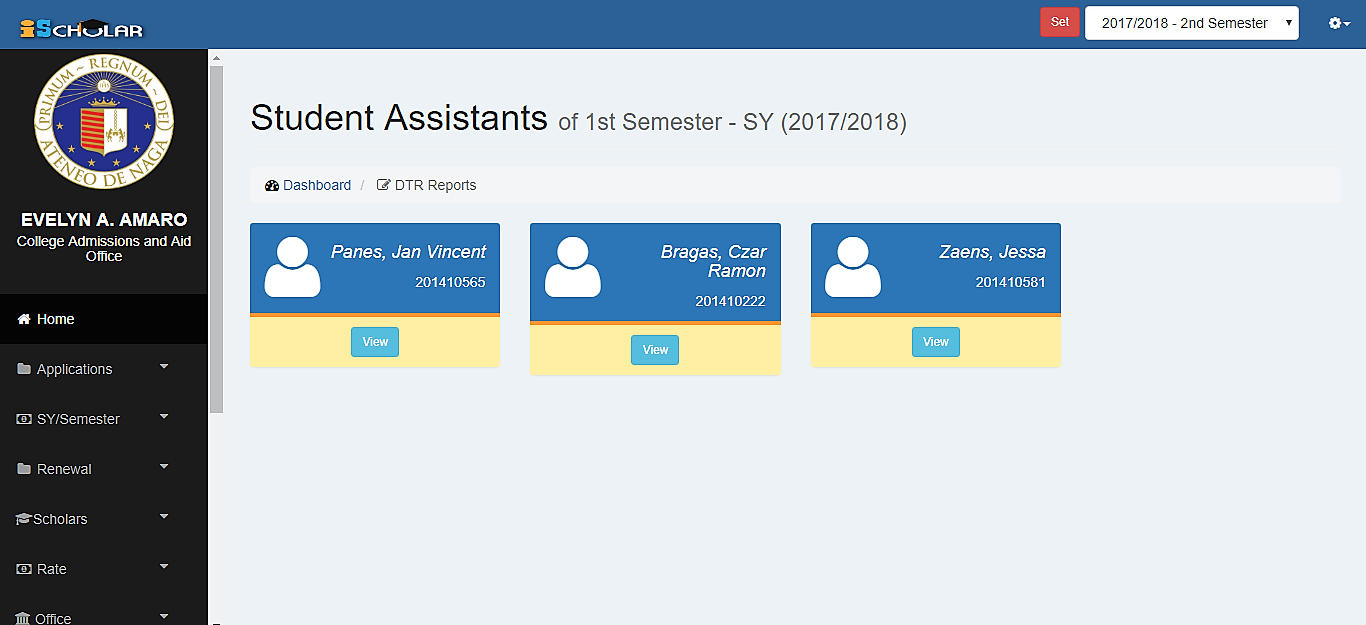 iScholar
Set
2017/2018 - 2nd Semester
PRIMUM ~ REGNUM ~ DEI
ATENEO DE NAGA
IHS
EVELYN A. AMARO
College Admissions and Aid
Office
Home
Applications
SY/Semester
Renewal
Scholars
Rate
Office
Student Assistants of 1st Semester - SY (2017/2018)
Dashboard / DTR Reports
Panes, Jan Vincent
201410565
View
Bragas, Czar
Ramon
201410222
View
Zaens, Jessa
201410581
View